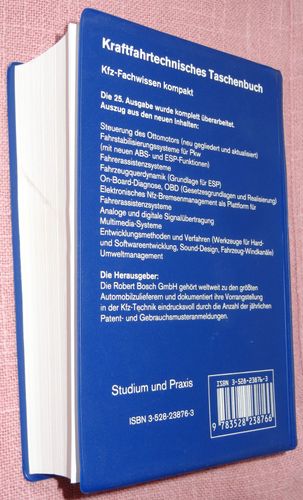 Kraftfahrtechnisches Taschenbuch
Kfz-Fachwissen kompakt
Die 25. Ausgabe wurde komplett überarbeitet.
Auszug aus den neuen Inhalten:
Steuerung des Ottomotors (neu gegliedert und aktualisiert)
Fahrstabilisierungssysteme für Pkw
(mit neuen ABS- und ESP-Funktionen)
Fahrerassistenzsysteme
Fahrzeugquerdynamik (Grundlage für ESP)
On-Board-Diagnose, OBD (Gesetzesgrundlagen und Realisierung)
Elektronisches Nfz-Bremsenmanagement als Plattform für
Fahrerassistenzsysteme
Analoge und digitale Signalübertragung
Multimedia-Systeme
Entwicklungsmethoden und Verfahren (Werkzeuge für Hard-
und Softwareentwicklung, Sound-Design, Fahrzeug-Windkanäle)
Umweltmanagement
Die Herausgeber:
Die Robert Bosch GmbH gehört weltweit zu den größten
Automobilzulieferern und dokumentiert ihre Vorrangstellung
in der Kfz-Technik eindrucksvoll durch die Anzahl der jährlichen
Patent- und Gebrauchsmusteranmeldungen.
Studium und Praxis
ISBN 3-528-23876-3
ISBN 3-528-23876-3
9 783528 238766